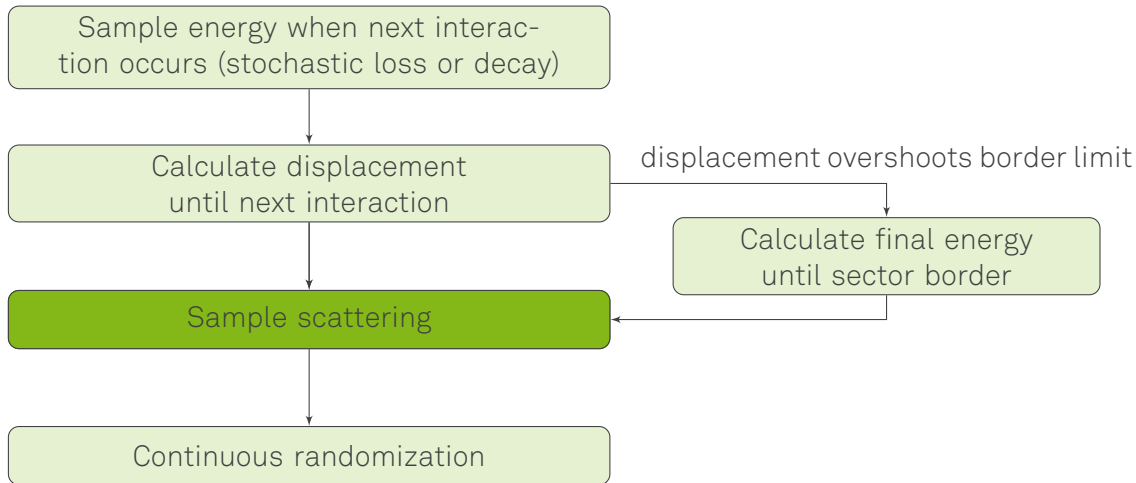 Sample energy when next interac-
tion occurs (stochastic loss or decay)
Calculate displacement
until next interaction
displacement overshoots border limit
Calculate final energy
until sector border
Sample scattering
Continuous randomization